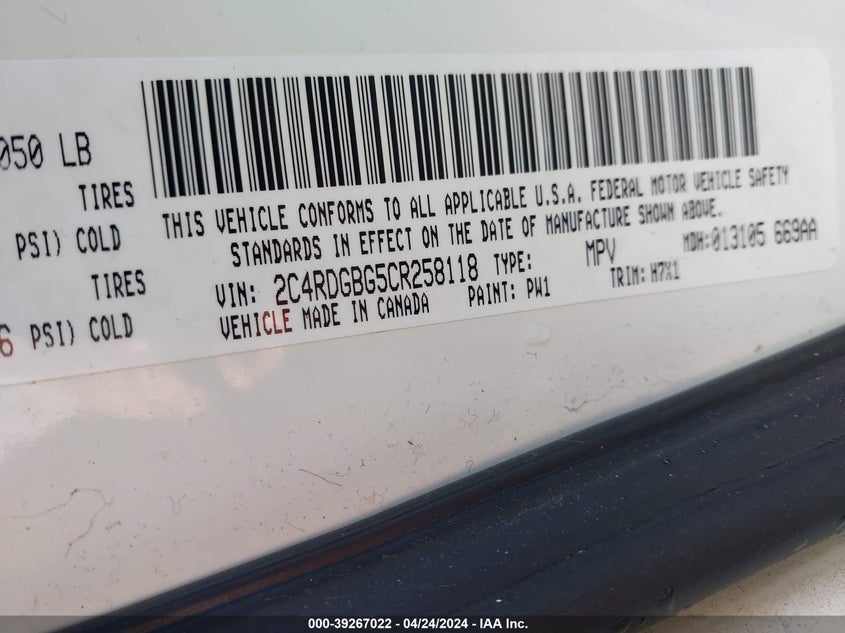 050 LB
TIRES
PSI) COLD
TIRES
6 PSI) COLD
THIS VEHICLE CONFORMS TO ALL APPLICABLE U.S.A. FEDERAL MOTOR VEHICLE SAFETY
STANDARDS IN EFFECT ON THE DATE OF MANUFACTURE SHOWN ABOVE.
MDH:013105 669AA
VIN: 2C4RDGBG5CR258118 TYPE: MPV
VEHICLE MADE IN CANADA PAINT: PW1 TRIM: H7X1
000-39267022 - 04/24/2024 - IAA Inc.